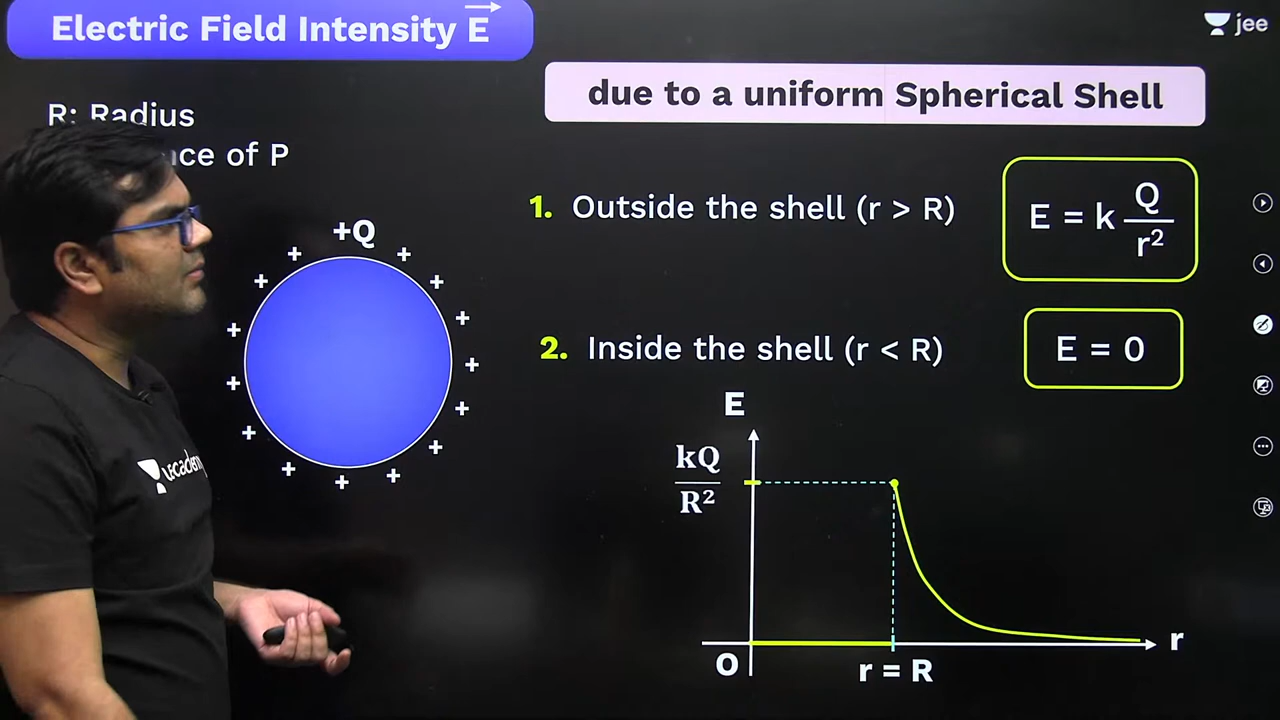 Electric Field Intensity E
jee
due to a uniform Spherical Shell
R: Radius
of P
+Q
1. Outside the shell (r > R)
E = k Q/r²
2. Inside the shell (r < R)
E = 0
E
kQ/R²
O
r = R
r